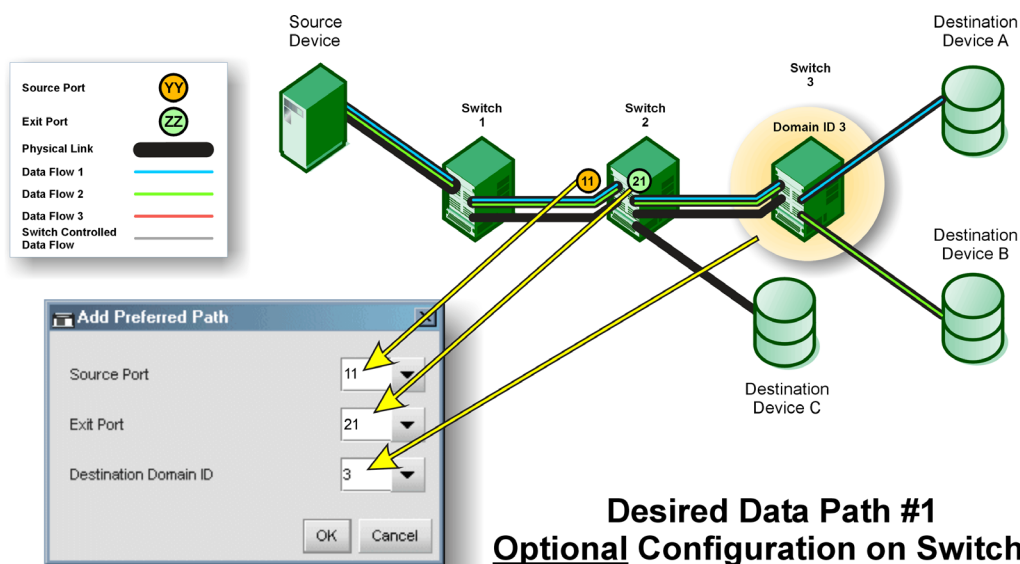 Source
Device
Destination
Device A
Source Port YY
Exit Port ZZ
Physical Link
Data Flow 1
Data Flow 2
Data Flow 3
Switch Controlled
Data Flow
Switch
1
Switch
2
Switch
3
Domain ID 3
11
21
Destination
Device B
Destination
Device C
Add Preferred Path
Source Port 11
Exit Port 21
Destination Domain ID 3
OK Cancel
Desired Data Path #1
Optional Configuration on Switch